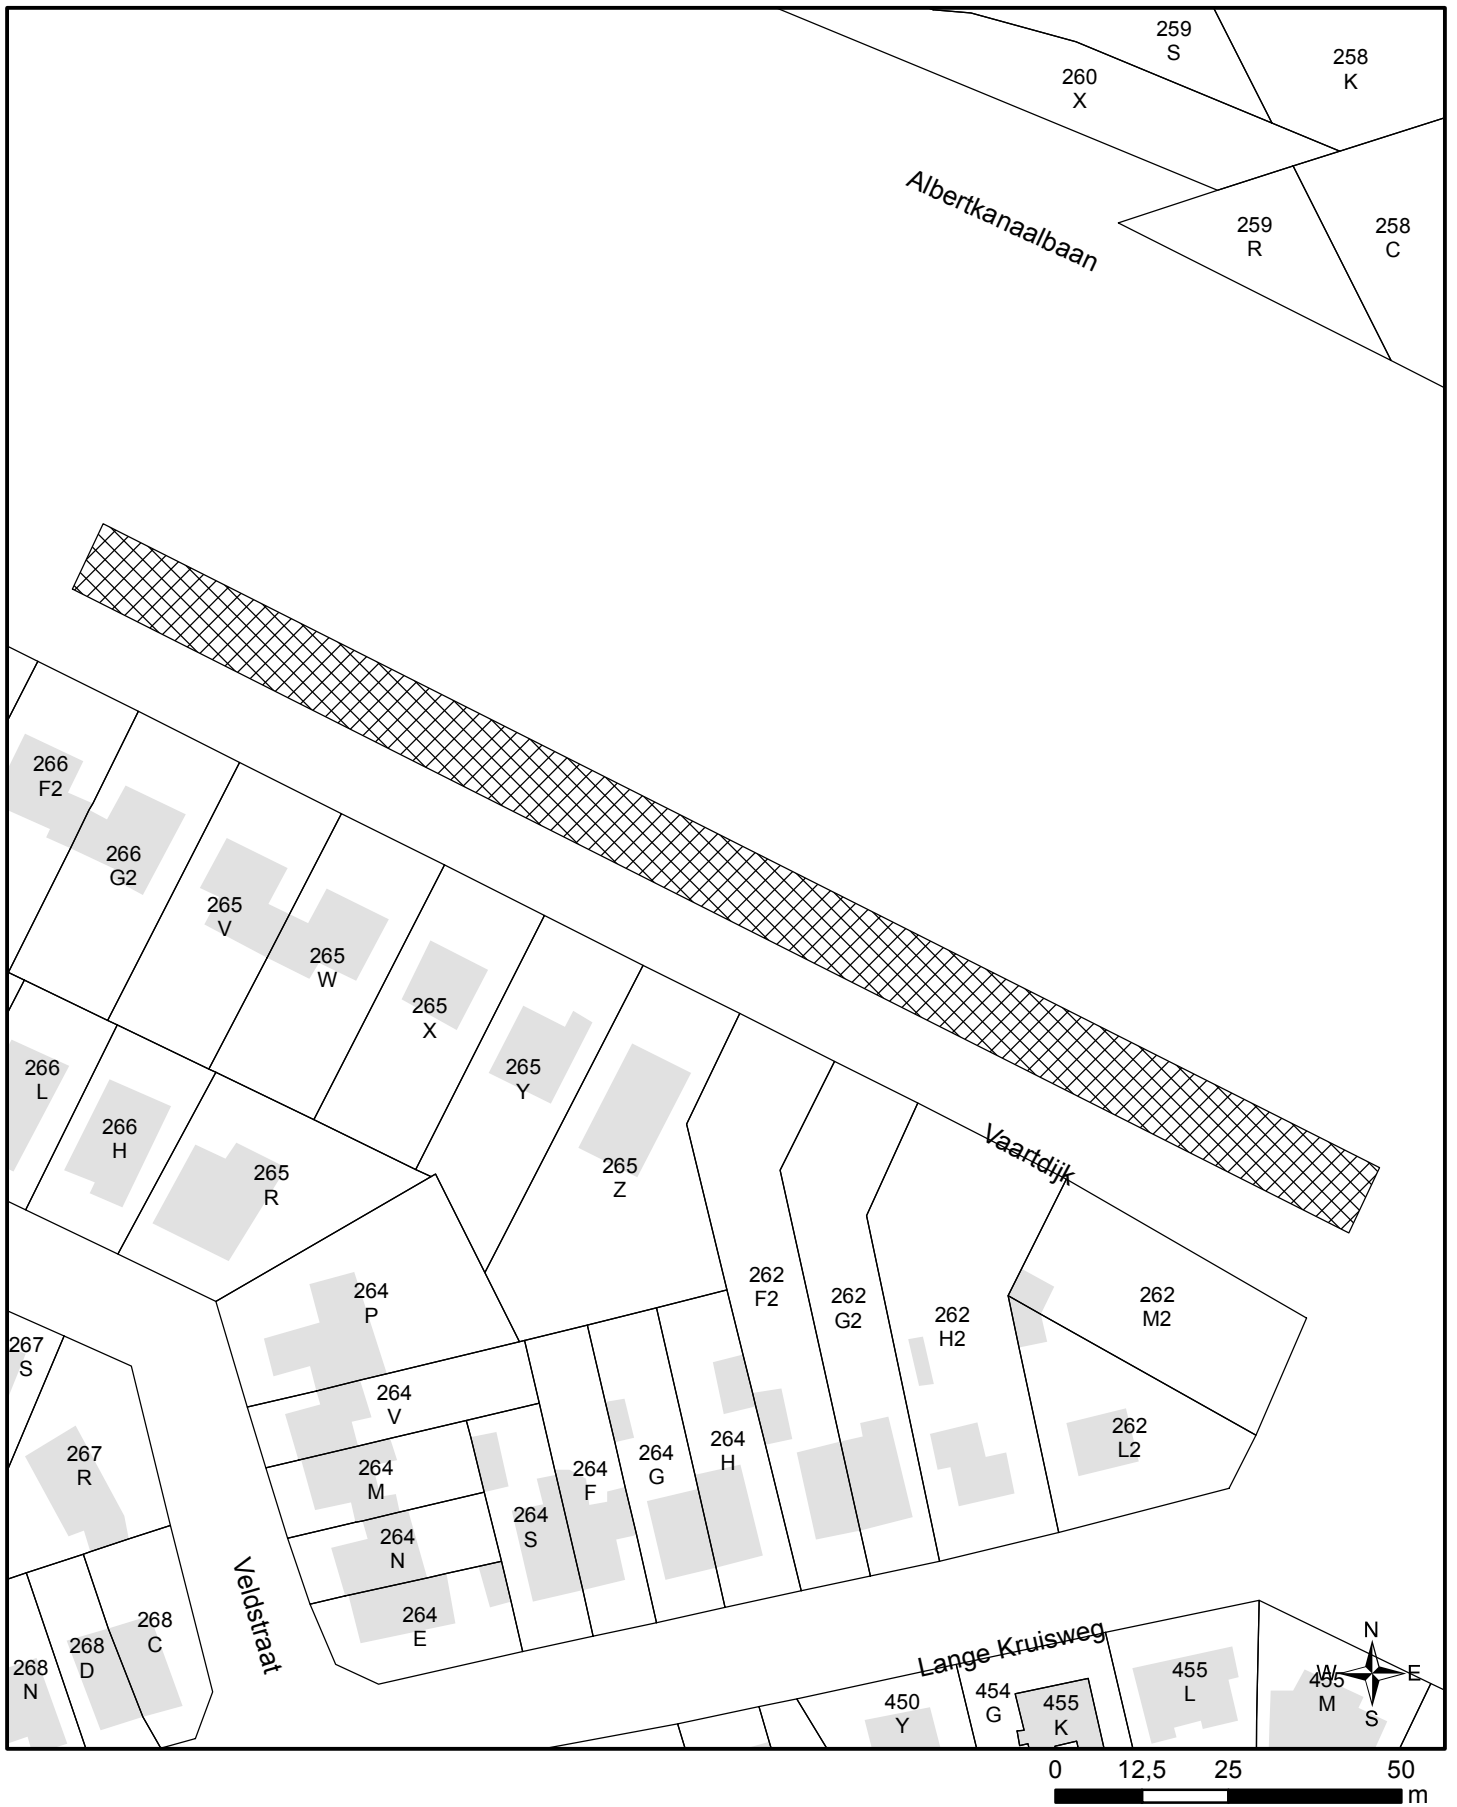 259
S
258
K
260
X
Albertkanaalbaan
259
R
258
C
266
F2
266
G2
265
V
265
W
265
X
265
Y
265
Z
266
L
266
H
265
R
Vaartdijk
264
P
262
F2
262
G2
262
H2
262
M2
267
S
264
V
267
R
264
M
264
F
264
G
264
H
262
L2
264
S
264
N
264
E
Veldstraat
268
C
268
D
268
N
Lange Kruisweg
450
Y
454
G
455
K
455
L
455
M
N
W
E
S
0 12,5 25 50
m